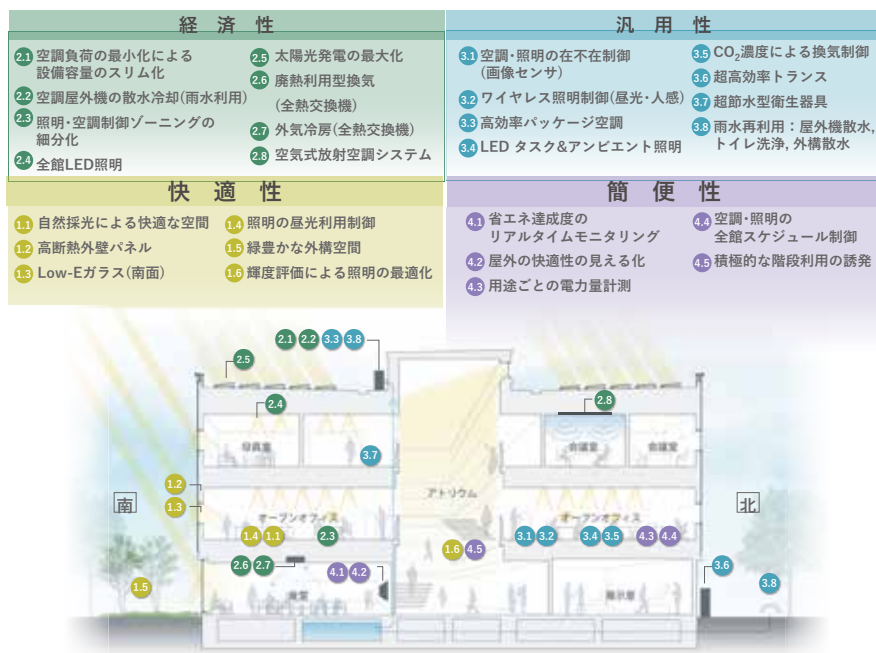 経済性
2.1 空調負荷の最小化による
設備容量のスリム化
2.2 空調屋外機の散水冷却(雨水利用)
2.3 照明・空調制御ゾーニングの
細分化
2.4 全館LED照明
2.5 太陽光発電の最大化
2.6 廃熱利用型換気
(全熱交換機)
2.7 外気冷房(全熱交換機)
2.8 空気式放射空調システム
汎用性
3.1 空調・照明の在不在制御
(画像センサ)
3.2 ワイヤレス照明制御(昼光・人感)
3.3 高効率パッケージ空調
3.4 LED タスク&アンビエント照明
3.5 CO₂濃度による換気制御
3.6 超高効率トランス
3.7 超節水型衛生器具
3.8 雨水再利用：屋外機散水,
トイレ洗浄, 外構散水
快適性
1.1 自然採光による快適な空間
1.2 高断熱外壁パネル
1.3 Low-Eガラス(南面)
1.4 照明の昼光利用制御
1.5 緑豊かな外構空間
1.6 輝度評価による照明の最適化
簡便性
4.1 省エネ達成度の
リアルタイムモニタリング
4.2 屋外の快適性の見える化
4.3 用途ごとの電力量計測
4.4 空調・照明の
全館スケジュール制御
4.5 積極的な階段利用の誘発
2.1 2.2 3.3 3.8
2.5
2.4
2.8
役員室
会議室
会議室
3.7
1.2
アトリウム
南
1.3
北
オープンオフィス
オープンオフィス
1.4 1.1 2.3
3.1 3.2 3.4 3.5 4.3 4.4
1.6 4.5
2.6 2.7
4.1 4.2
3.6
1.5
3.8
食堂
展示室